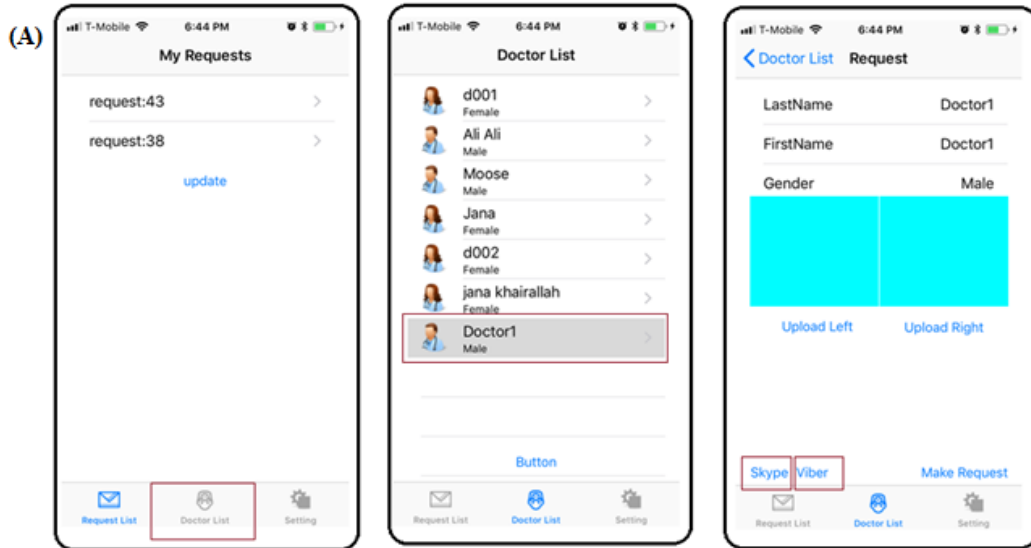 (A)
T-Mobile 6:44 PM
My Requests
request:43
request:38
update
Request List Doctor List Setting
T-Mobile 6:44 PM
Doctor List
d001
Female
Ali Ali
Male
Moose
Male
Jana
Female
d002
Female
jana khairallah
Female
Doctor1
Male
Button
Request List Doctor List Setting
T-Mobile 6:44 PM
Doctor List Request
LastName Doctor1
FirstName Doctor1
Gender Male
Upload Left Upload Right
Skype Viber Make Request
Request List Doctor List Setting